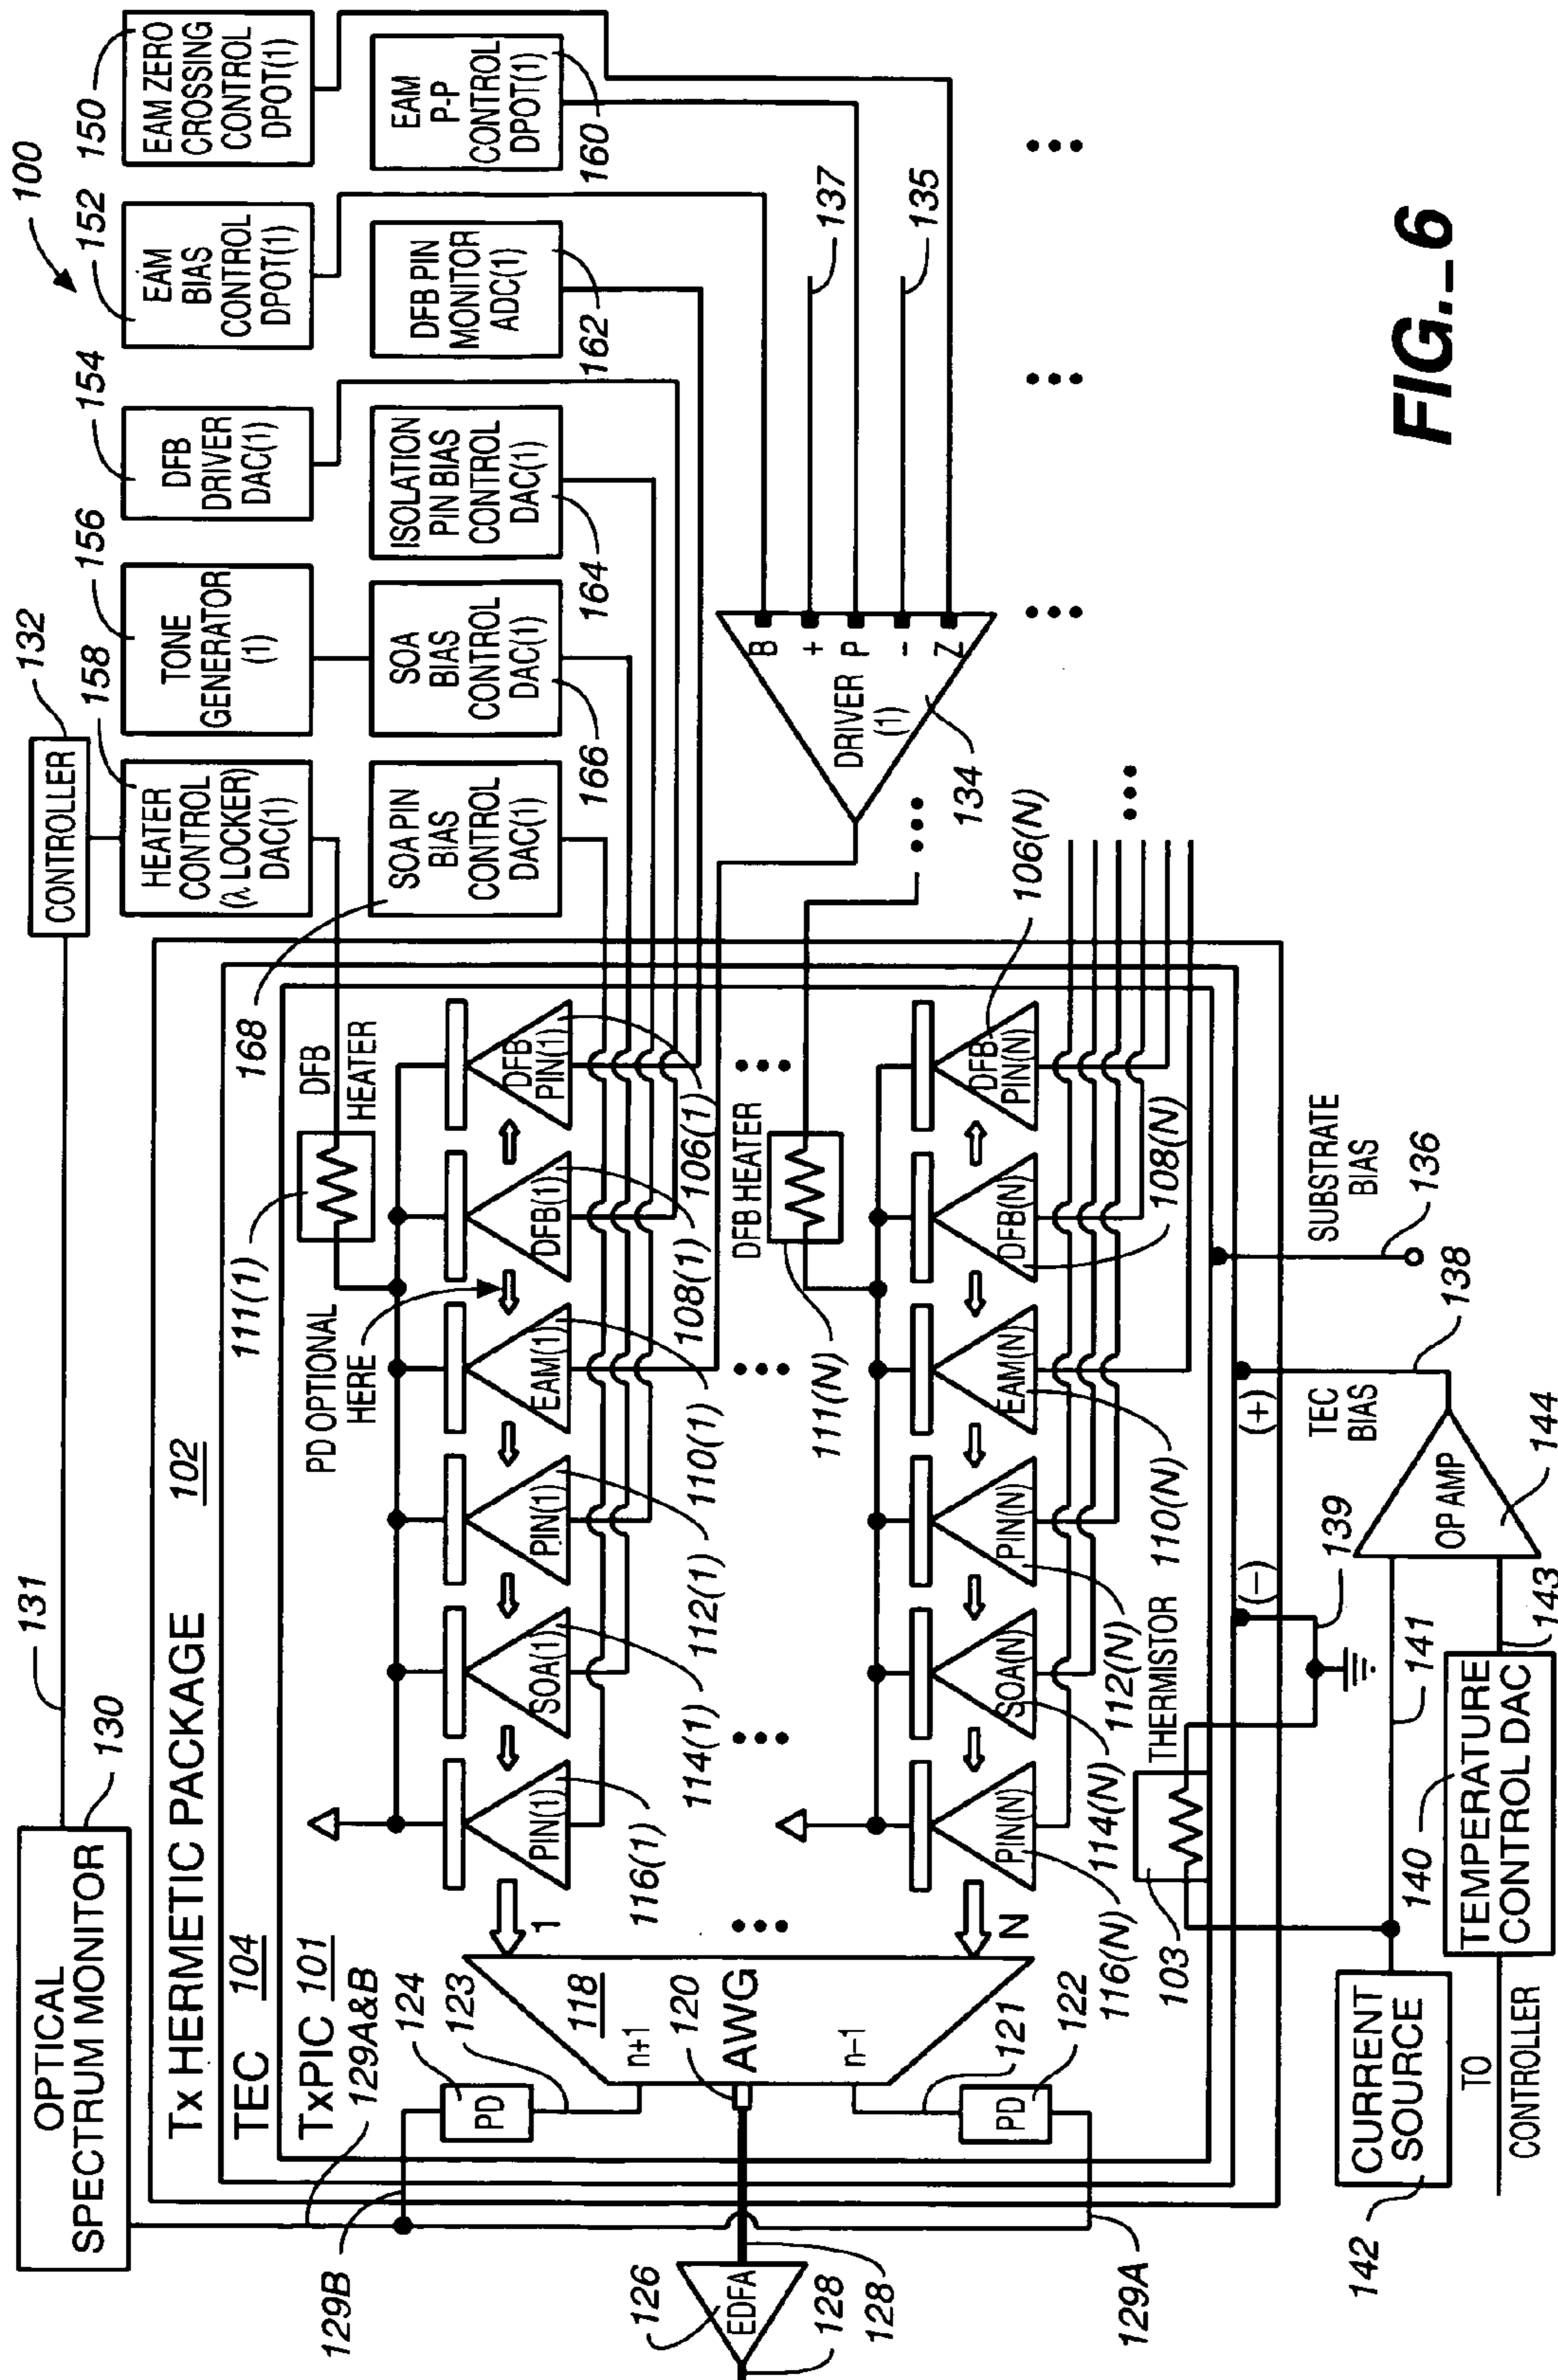 100
150
EAM ZERO
CROSSING
CONTROL
DPOT(1)
152
EAM
BIAS
CONTROL
DPOT(1)
154
DFB
DRIVER
DAC(1)
156
TONE
GENERATOR
(1)
132
CONTROLLER
158
HEATER
CONTROL
(λ LOCKER)
DAC(1)
131
130
OPTICAL
SPECTRUM MONITOR
EAM
P-P
CONTROL
DPOT(1)
160
DFB PIN
MONITOR
ADC(1)
162
ISOLATION
PIN BIAS
CONTROL
DAC(1)
164
SOA
BIAS
CONTROL
DAC(1)
166
SOA PIN
BIAS
CONTROL
DAC(1)
168
137
135
B
+
P
-
Z
DRIVER
(1)
134
Tx HERMETIC PACKAGE 102
TEC 104
TxPIC 101
129A&B
129B
111(1)
DFB
HEATER
PD OPTIONAL
HERE
PIN(1)
SOA(1)
PIN(1)
EAM(1)
DFB(1)
DFB
PIN(1)
116(1)
114(1)
112(1)
110(1)
108(1)
106(1)
1
124
123
PD
118
n+1
120
AWG
n-1
121
122
PD
N
DFB HEATER
111(N)
106(N)
PIN(N)
SOA(N)
PIN(N)
EAM(N)
DFB(N)
DFB
PIN(N)
116(N)
114(N)
112(N)
110(N)
108(N)
126
EDFA
128
128
129A
103
THERMISTOR
(-)
(+)
139
TEC
BIAS
138
SUBSTRATE
BIAS
136
142
CURRENT
SOURCE
141
140
TEMPERATURE
CONTROL DAC
143
OP AMP
144
TO
CONTROLLER
FIG._6